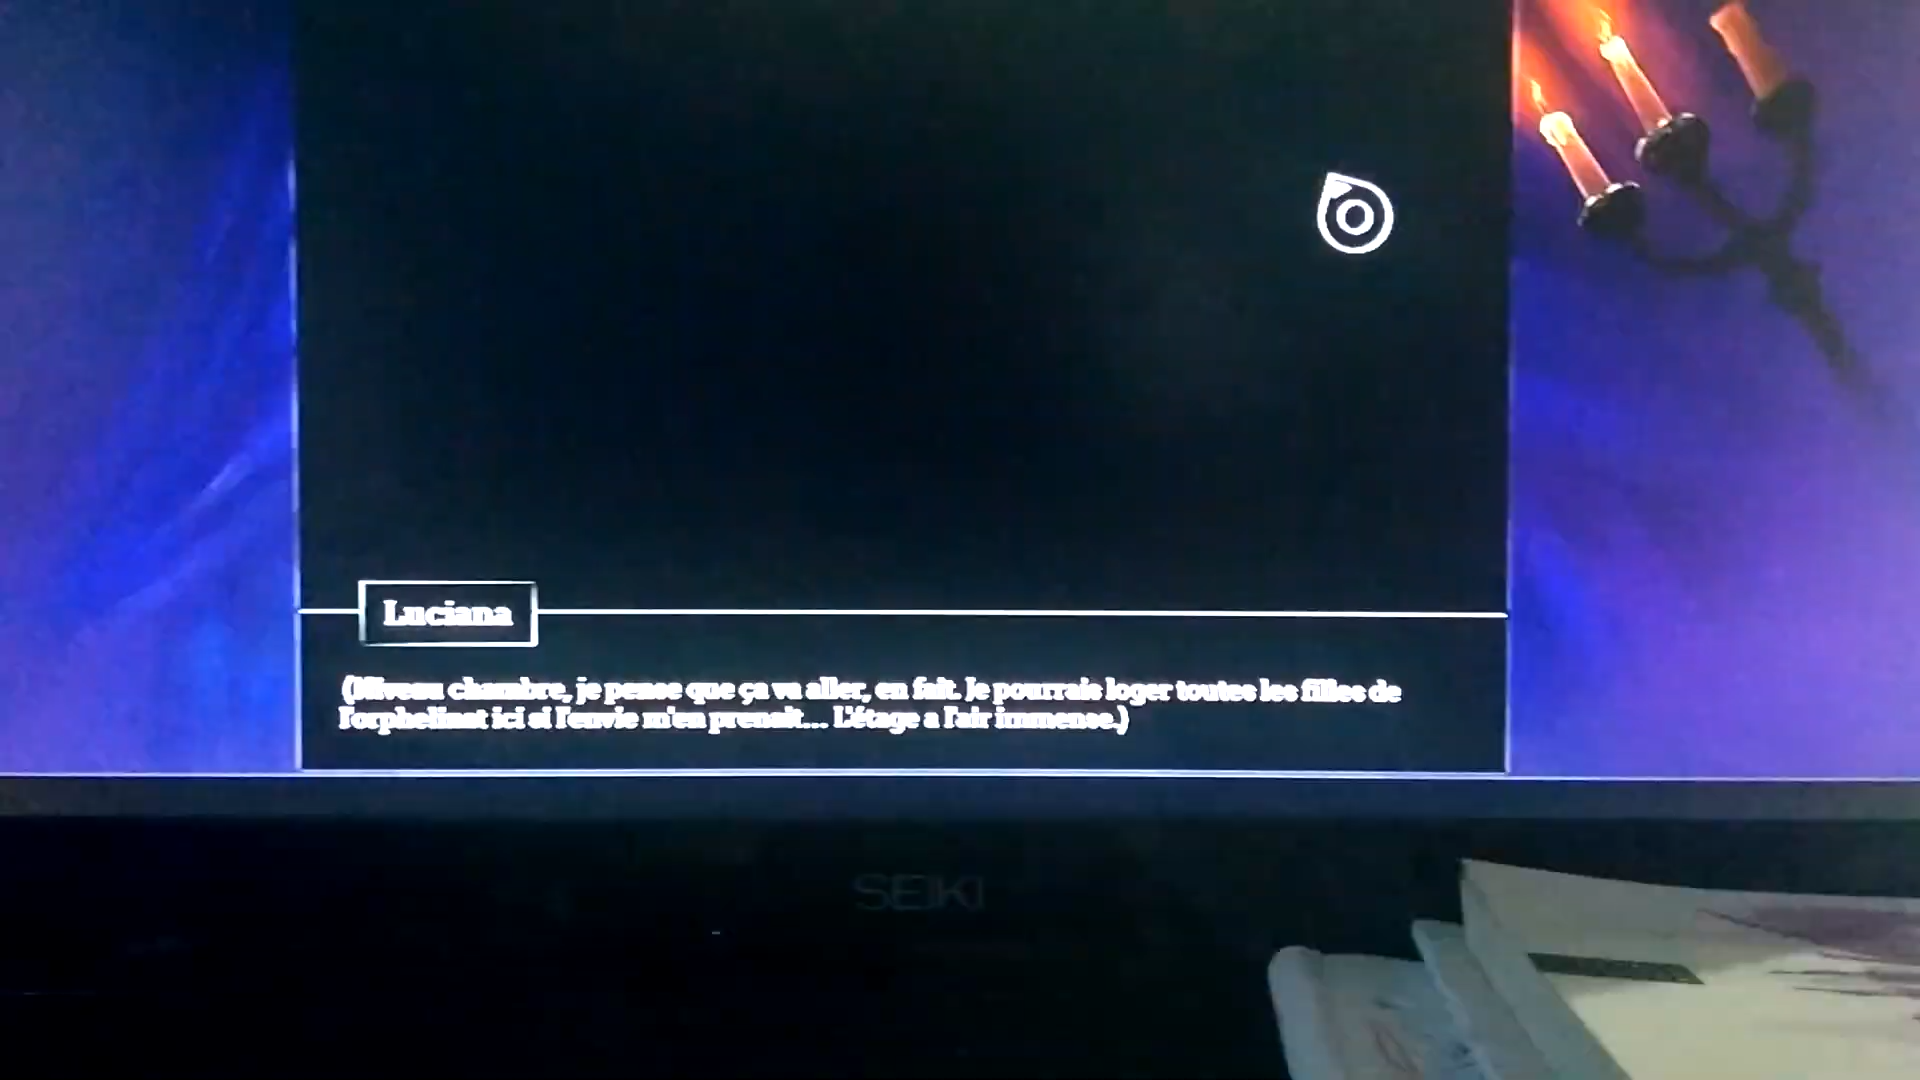 Luciana
(Niveau chambre, je pense que ça va aller, en fait. Je pourrais loger toutes les filles de
l'orphelinat ici si l'envie m'en prenait... L'étage a l'air immense.)
SEIKI